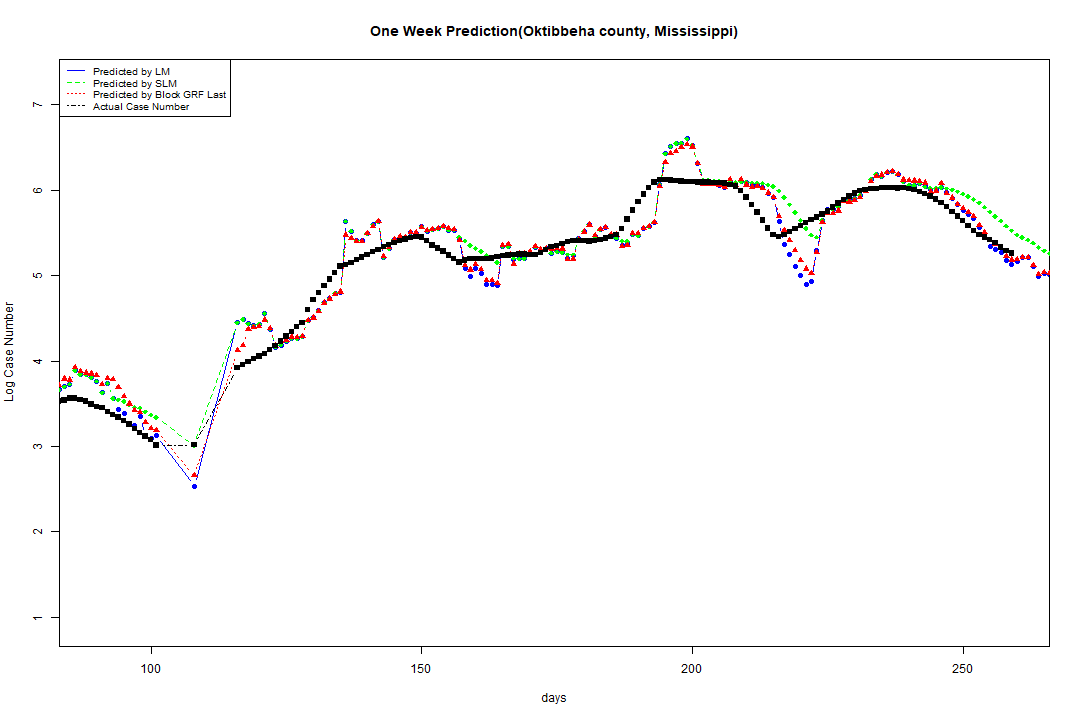 One Week Prediction(Oktibbeha county, Mississippi)
Predicted by LM
Predicted by SLM
Predicted by Block GRF Last
Actual Case Number
7
6
5
4
3
2
1
Log Case Number
100 150 200 250
days